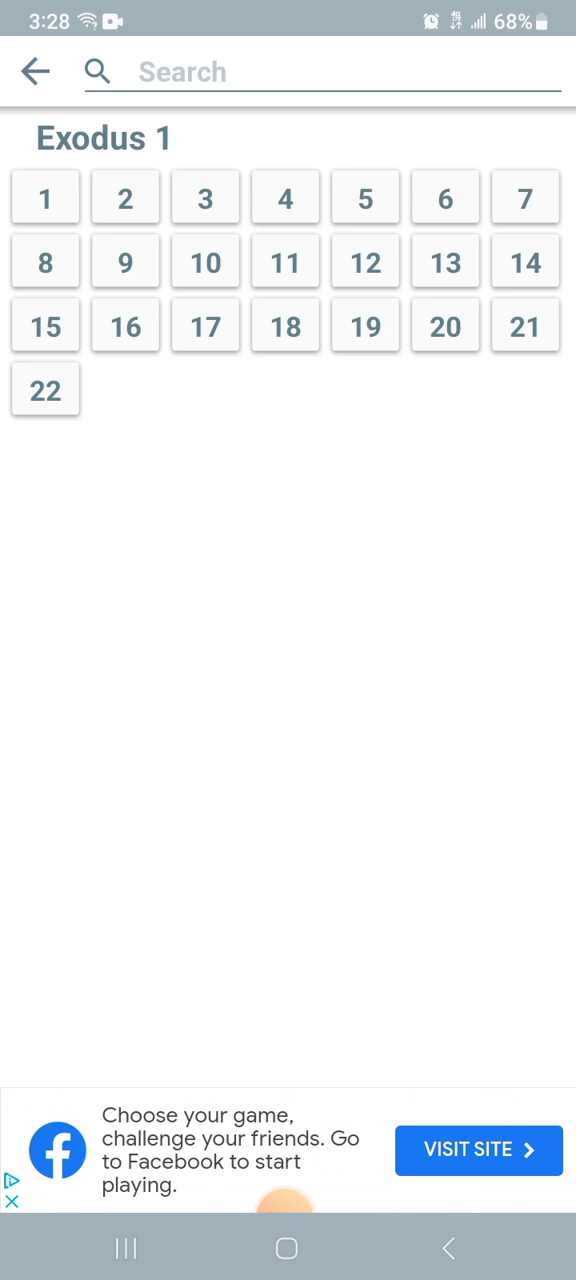 3:28 68%
Search
Exodus 1
1 2 3 4 5 6 7
8 9 10 11 12 13 14
15 16 17 18 19 20 21
22
Choose your game,
challenge your friends. Go
to Facebook to start
playing.
VISIT SITE